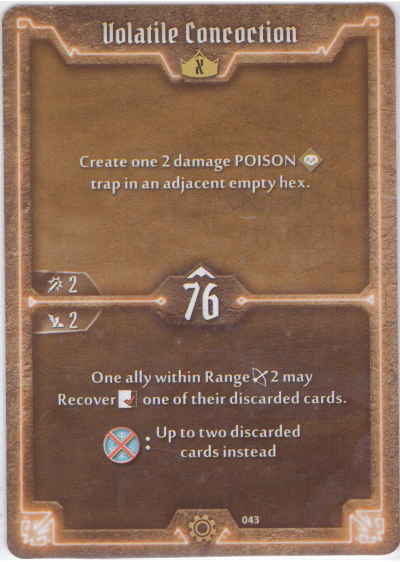 Volatile Concoction
X
Create one 2 damage POISON
trap in an adjacent empty hex.
2
76
2
One ally within Range 2 may
Recover one of their discarded cards.
: Up to two discarded
cards instead
043